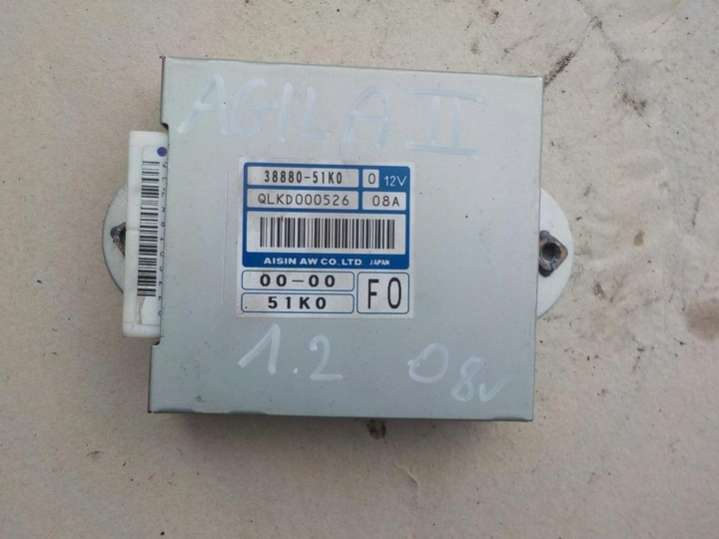 AGILA II
38880-51K0 0 12V
QLKD000526 08A
AISIN AW CO.,LTD JAPAN
00-00
51K0 F0
1.2 08v